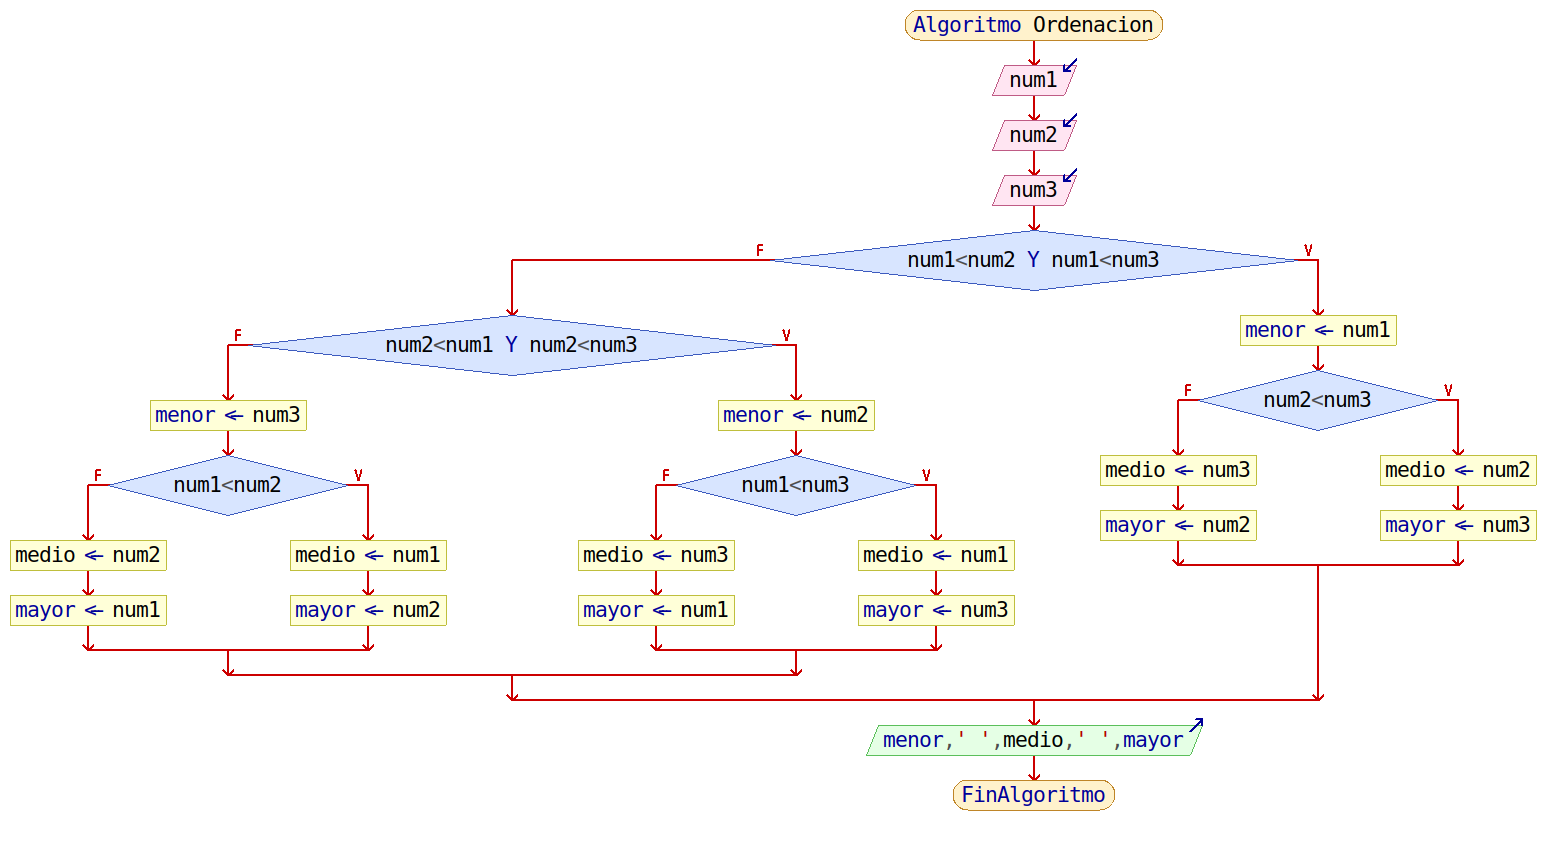 Algoritmo Ordenacion
num1
num2
num3
num1<num2 Y num1<num3
F
V
num2<num1 Y num2<num3
F
V
menor ← num1
num2<num3
F
V
menor ← num3
menor ← num2
medio ← num3
medio ← num2
num1<num2
F
V
num1<num3
F
V
mayor ← num2
mayor ← num3
medio ← num2
medio ← num1
medio ← num3
medio ← num1
mayor ← num1
mayor ← num2
mayor ← num1
mayor ← num3
menor,' ',medio,' ',mayor
FinAlgoritmo